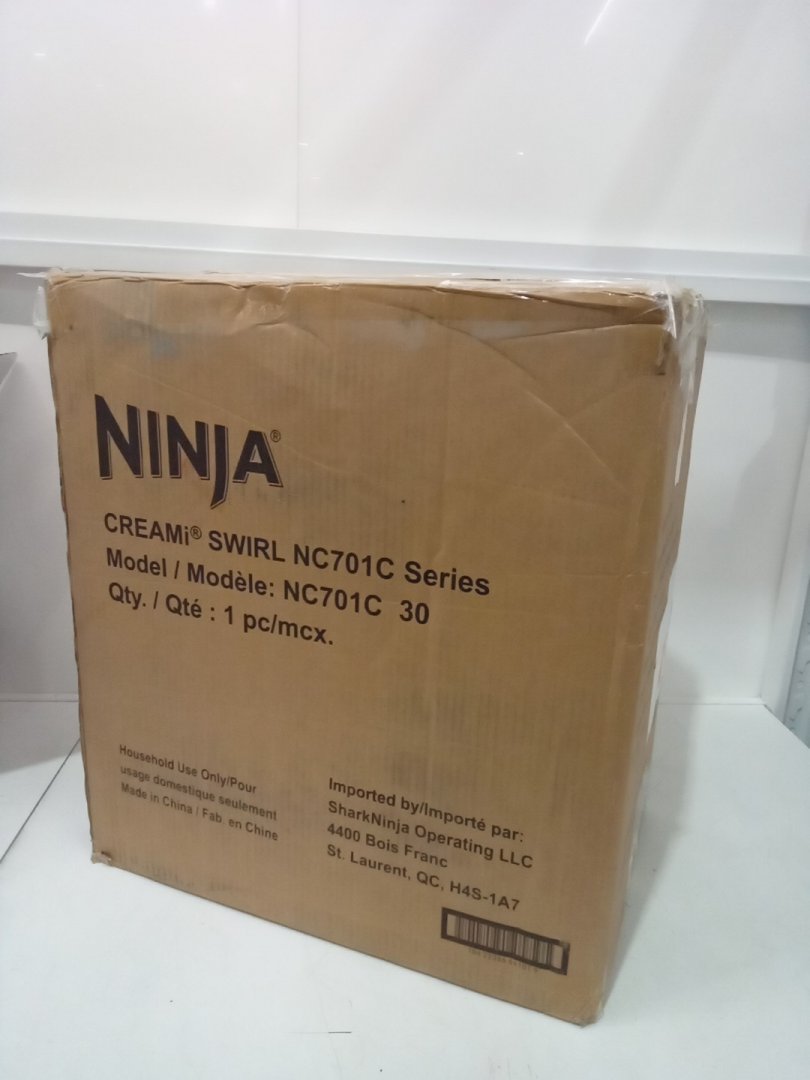 NINJA®
CREAMi® SWIRL NC701C Series
Model / Modèle: NC701C 30
Qty. / Qté : 1 pc/mcx.
Household Use Only/Pour
usage domestique seulement
Made in China / Fab en Chine
Imported by/Importé par:
SharkNinja Operating LLC
4400 Bois Franc
St. Laurent, QC, H4S-1A7